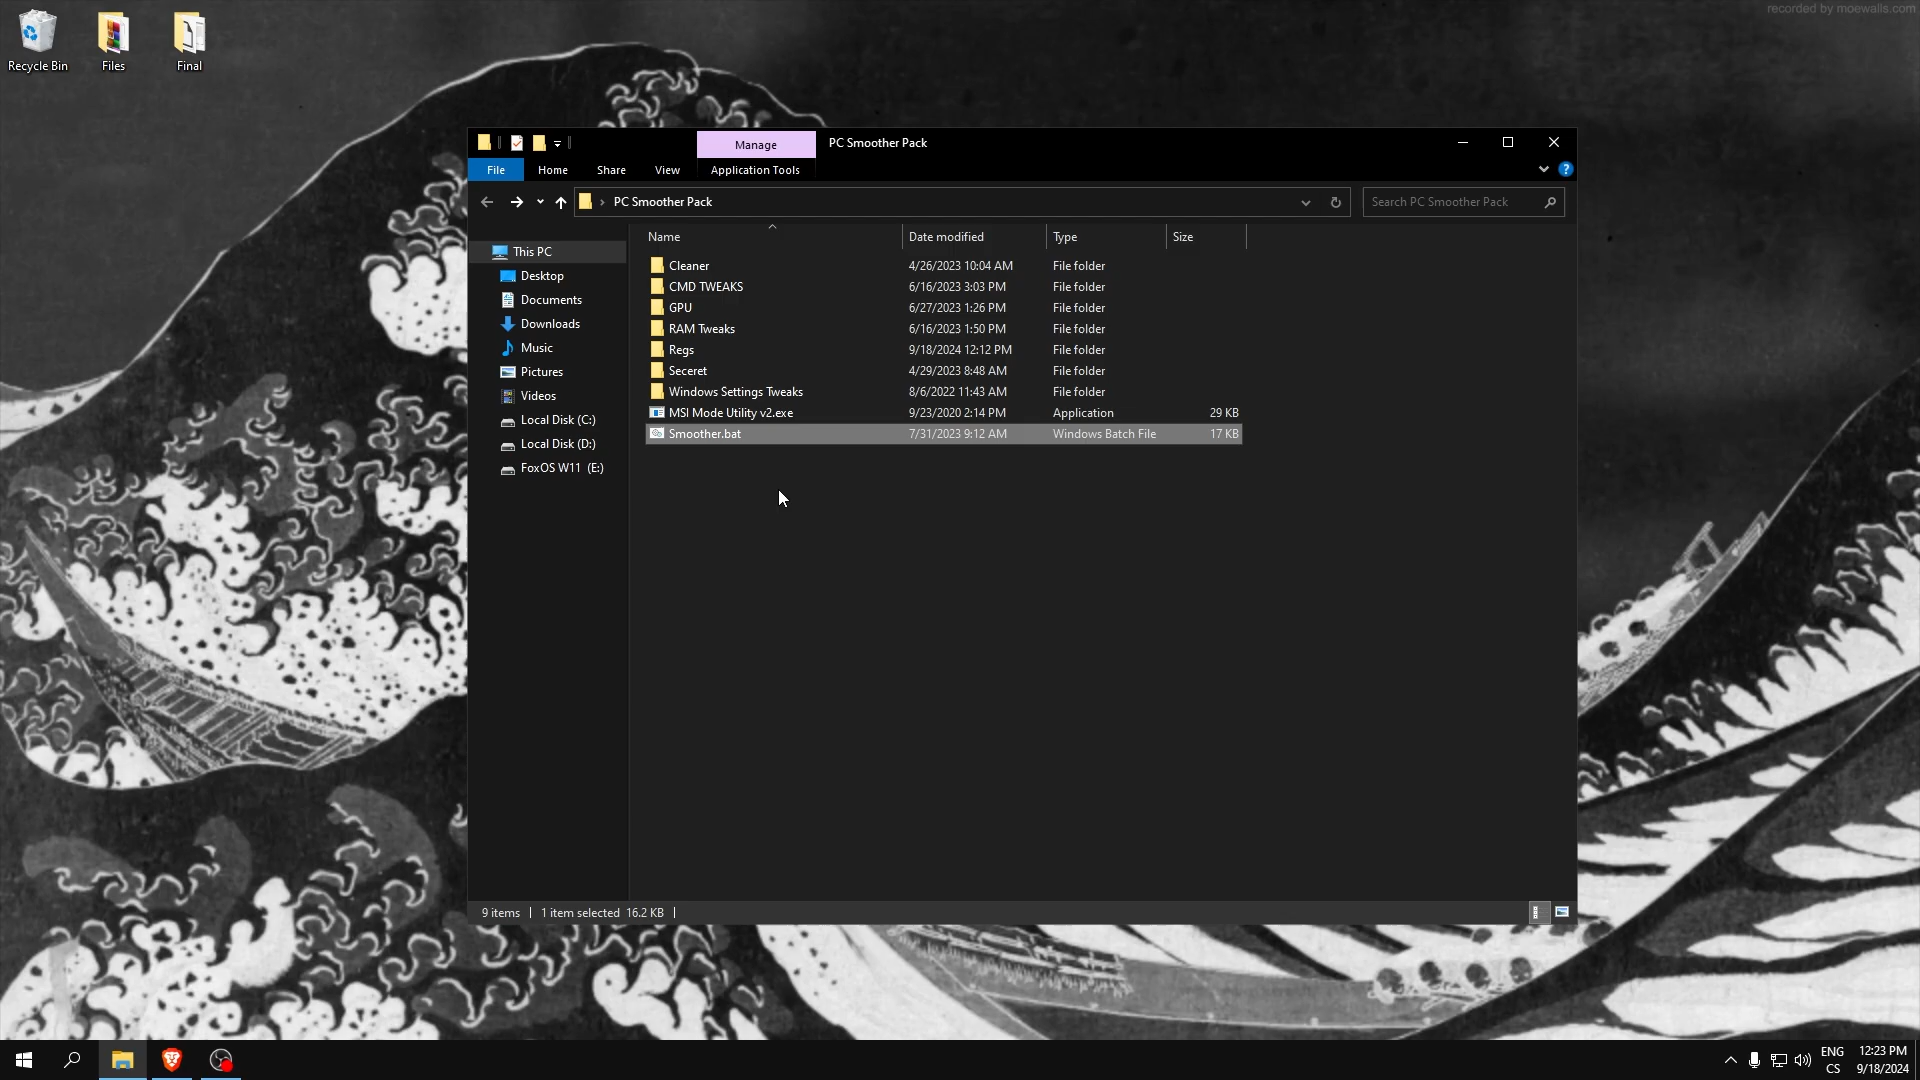 recorded by moewalls.com
Recycle Bin
Files
Final
Manage
PC Smoother Pack
File
Home
Share
View
Application Tools
PC Smoother Pack
Search PC Smoother Pack
Name
Date modified
Type
Size
This PC
Desktop
Documents
Downloads
Music
Pictures
Videos
Local Disk (C:)
Local Disk (D:)
FoxOS W11 (E:)
Cleaner 4/26/2023 10:04 AM File folder
CMD TWEAKS 6/16/2023 3:03 PM File folder
GPU 6/27/2023 1:26 PM File folder
RAM Tweaks 6/16/2023 1:50 PM File folder
Regs 9/18/2024 12:12 PM File folder
Seceret 4/29/2023 8:48 AM File folder
Windows Settings Tweaks 8/6/2022 11:43 AM File folder
MSI Mode Utility v2.exe 9/23/2020 2:14 PM Application 29 KB
Smoother.bat 7/31/2023 9:12 AM Windows Batch File 17 KB
9 items
1 item selected 16.2 KB
ENG
CS
12:23 PM
9/18/2024